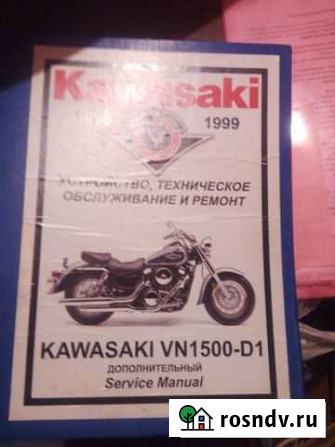 Kawasaki
1999
УСТРОЙСТВО, ТЕХНИЧЕСКОЕ
ОБСЛУЖИВАНИЕ И РЕМОНТ
KAWASAKI VN1500-D1
ДОПОЛНИТЕЛЬНЫЙ
Service Manual
rosndv.ru